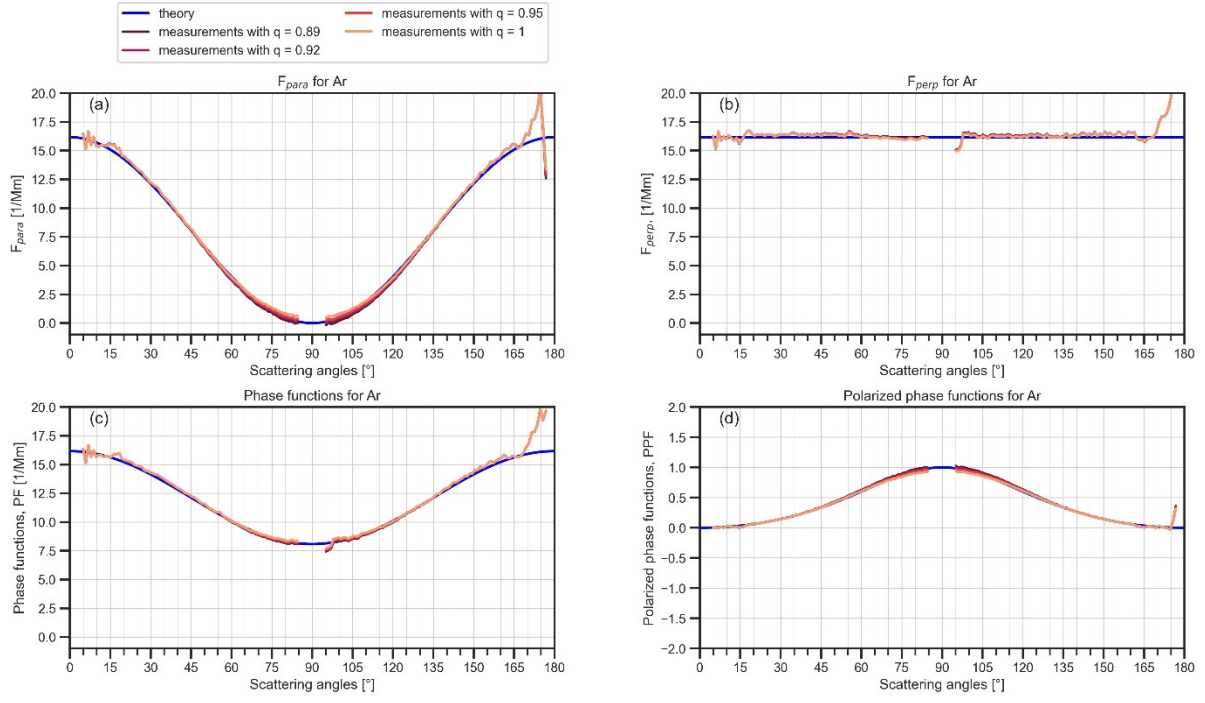 theory
measurements with q = 0.89
measurements with q = 0.92
measurements with q = 0.95
measurements with q = 1
F_para for Ar
(a)
F_para [1/Mm]
20.0
17.5
15.0
12.5
10.0
7.5
5.0
2.5
0.0
0 15 30 45 60 75 90 105 120 135 150 165 180
Scattering angles [°]
F_perp for Ar
(b)
F_perp, [1/Mm]
20.0
17.5
15.0
12.5
10.0
7.5
5.0
2.5
0.0
0 15 30 45 60 75 90 105 120 135 150 165 180
Scattering angles [°]
Phase functions for Ar
(c)
Phase functions, PF [1/Mm]
20.0
17.5
15.0
12.5
10.0
7.5
5.0
2.5
0.0
0 15 30 45 60 75 90 105 120 135 150 165 180
Scattering angles [°]
Polarized phase functions for Ar
(d)
Polarized phase functions, PPF
2.0
1.5
1.0
0.5
0.0
−0.5
−1.0
−1.5
−2.0
0 15 30 45 60 75 90 105 120 135 150 165 180
Scattering angles [°]